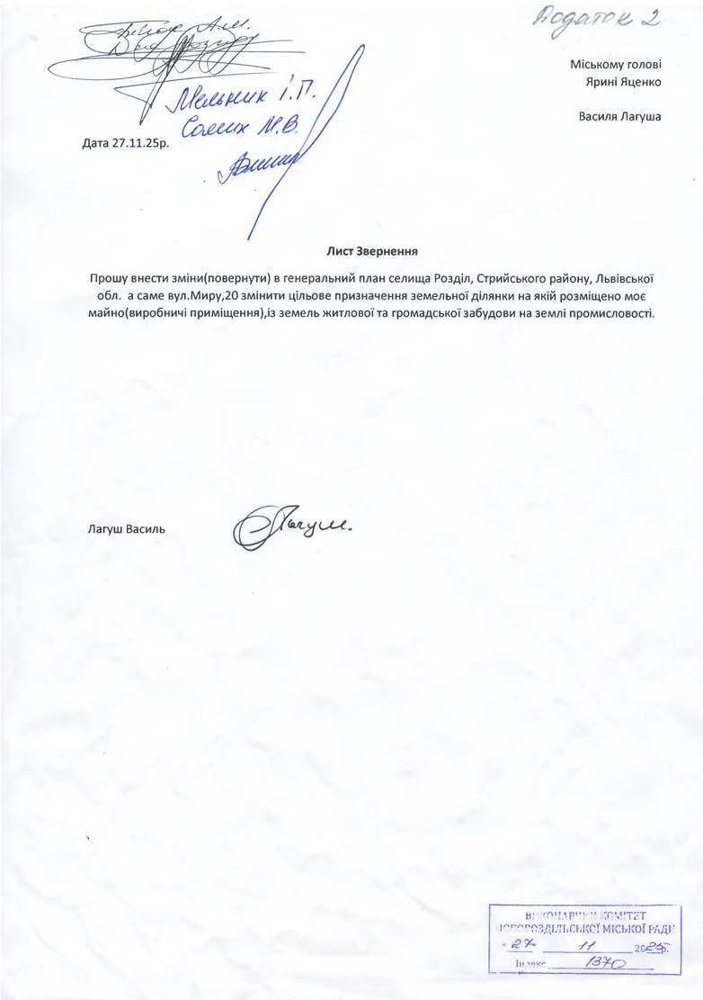 Додаток 2
Міському голові
Ярині Яценко
Василя Лагуша
А.М.
Мельник І.П.
М.В.
Дата 27.11.25р.
Лист Звернення
Прошу внести зміни(повернути) в генеральний план селища Розділ, Стрийського району, Львівської
обл. а саме вул.Миру,20 змінити цільове призначення земельної ділянки на якій розміщено моє
майно(виробничі приміщення),із земель житлової та громадської забудови на землі промисловості.
Лагуш Василь
Лагуш.
ВИКОНАВЧИЙ КОМІТЕТ
НОВОРОЗДІЛЬСЬКОЇ МІСЬКОЇ РАДИ
"27" 11 2025р.
Індекс 1370